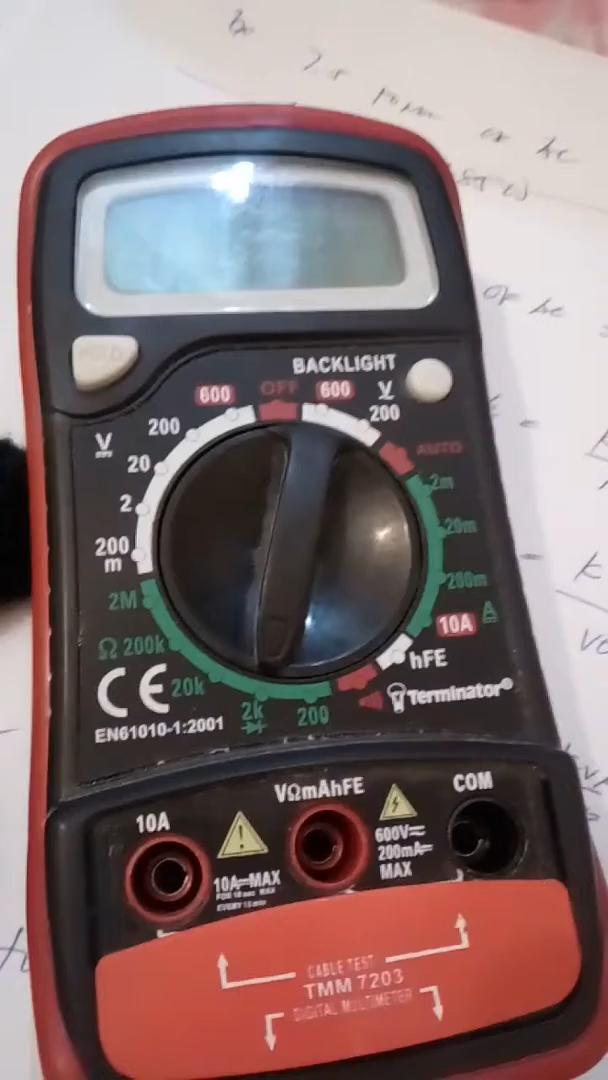 HOLD
BACKLIGHT
600
OFF
600
V
200
200
V
20
2
200
m
AUTO
2m
20m
200m
10A
A
2M
Ω 200k
20k
2k
200
hFE
Terminator®
CE
EN61010-1:2001
10A
VΩmAhFE
COM
10A MAX
FOR 10 sec MAX
EVERY 15 min
600V
200mA
MAX
CABLE TEST
TMM 7203
DIGITAL MULTIMETER